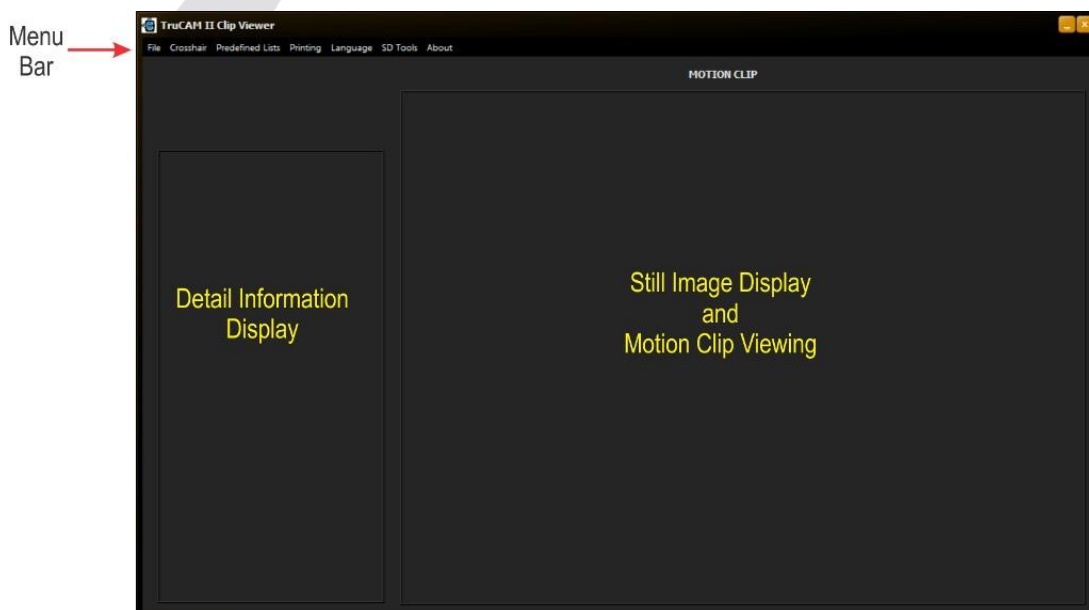 Menu
Bar
TruCAM II Clip Viewer
File Crosshair Predefined Lists Printing Language SD Tools About
MOTION CLIP
Detail Information
Display
Still Image Display
and
Motion Clip Viewing